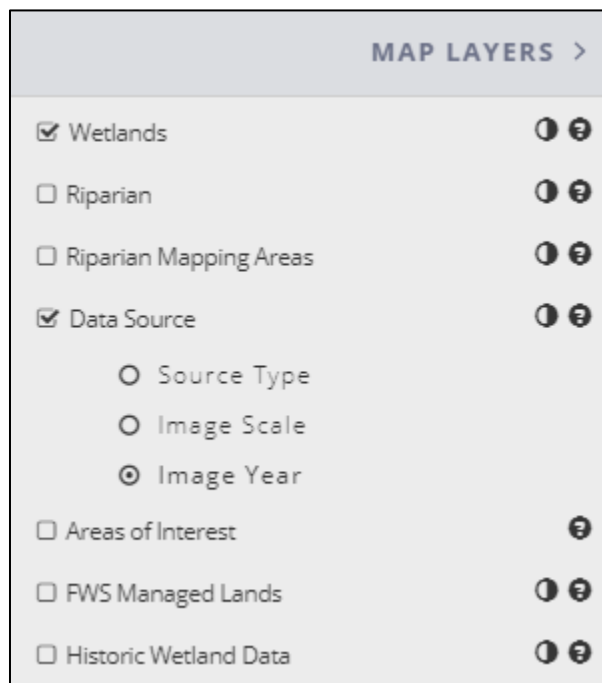 MAP LAYERS >
Wetlands
Riparian
Riparian Mapping Areas
Data Source
Source Type
Image Scale
Image Year
Areas of Interest
FWS Managed Lands
Historic Wetland Data